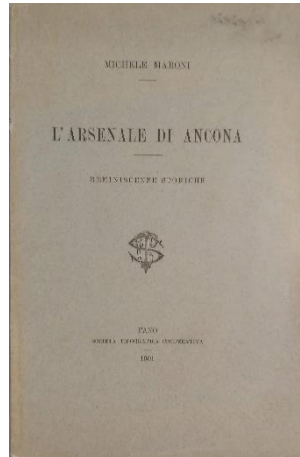 MICHELE MARONI
L'ARSENALE DI ANCONA
REMINISCENZE STORICHE
FANO
SOCIETÀ TIPOGRAFICA COOPERATIVA
1901